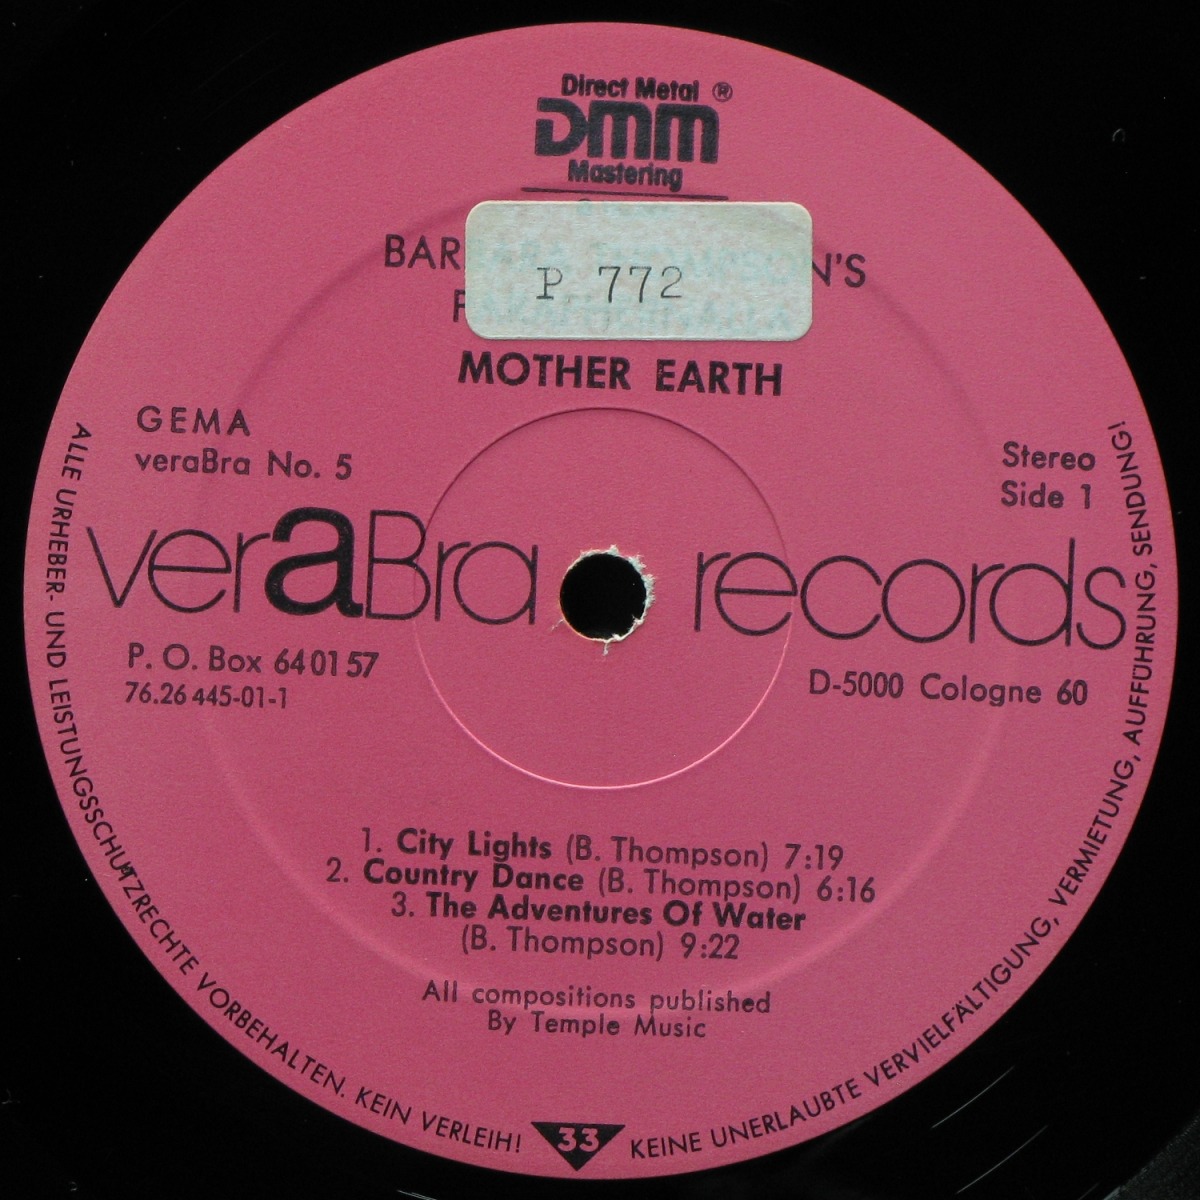 Direct Metal ®
DMM
Mastering
BAR N'S
P. 772
MOTHER EARTH
GEMA
veraBra No. 5
Stereo
Side 1
veraBra records
P. O. Box 64 01 57
76.26 445-01-1
D-5000 Cologne 60
1. City Lights (B. Thompson) 7:19
2. Country Dance (B. Thompson) 6:16
3. The Adventures Of Water
(B. Thompson) 9:22
All compositions published
By Temple Music
ALLE URHEBER- UND LEISTUNGSSCHUTZRECHTE VORBEHALTEN. KEIN VERLEIH! 33 KEINE UNERLAUBTE VERVIELFÄLTIGUNG, VERMIETUNG, AUFFÜHRUNG, SENDUNG!